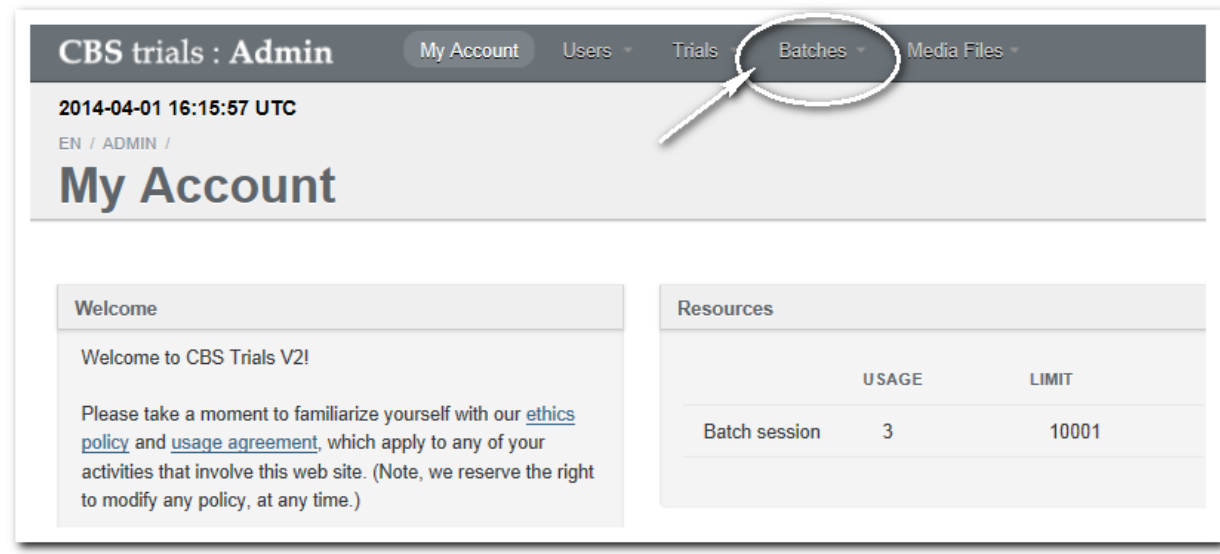 CBS trials : Admin My Account Users Trials Batches Media Files
2014-04-01 16:15:57 UTC
EN / ADMIN /
My Account
Welcome
Welcome to CBS Trials V2!
Please take a moment to familiarize yourself with our ethics
policy and usage agreement, which apply to any of your
activities that involve this web site. (Note, we reserve the right
to modify any policy, at any time.)
Resources
USAGE LIMIT
Batch session 3 10001